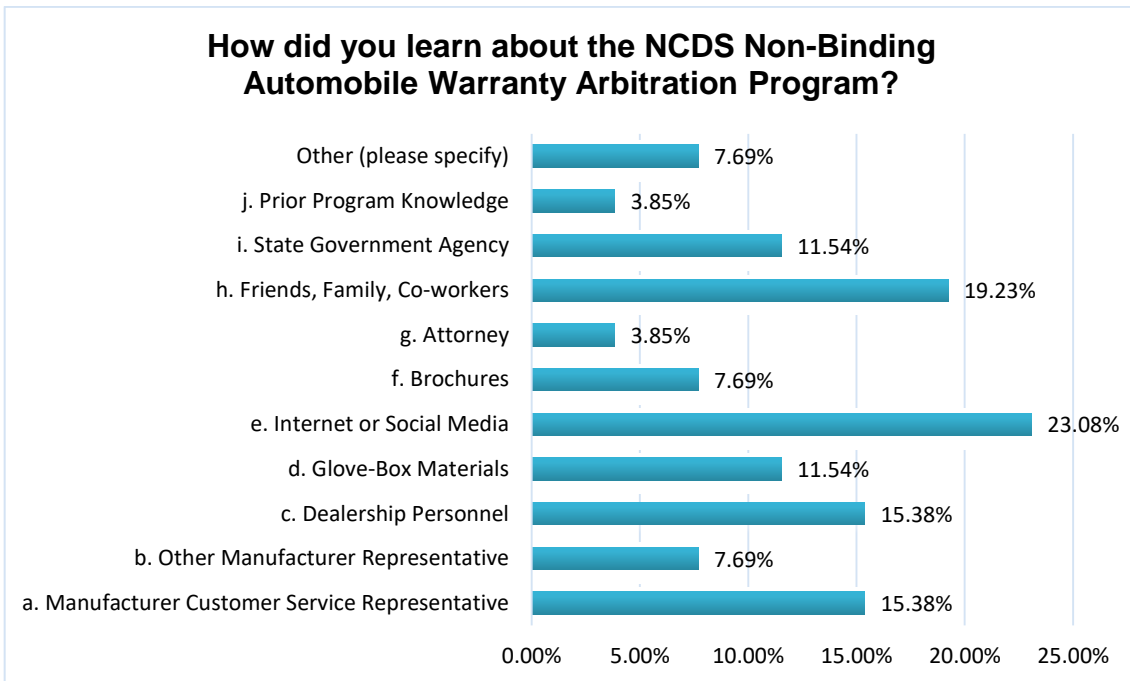 How did you learn about the NCDS Non-Binding
Automobile Warranty Arbitration Program?
Other (please specify) 7.69%
j. Prior Program Knowledge 3.85%
i. State Government Agency 11.54%
h. Friends, Family, Co-workers 19.23%
g. Attorney 3.85%
f. Brochures 7.69%
e. Internet or Social Media 23.08%
d. Glove-Box Materials 11.54%
c. Dealership Personnel 15.38%
b. Other Manufacturer Representative 7.69%
a. Manufacturer Customer Service Representative 15.38%
0.00% 5.00% 10.00% 15.00% 20.00% 25.00%